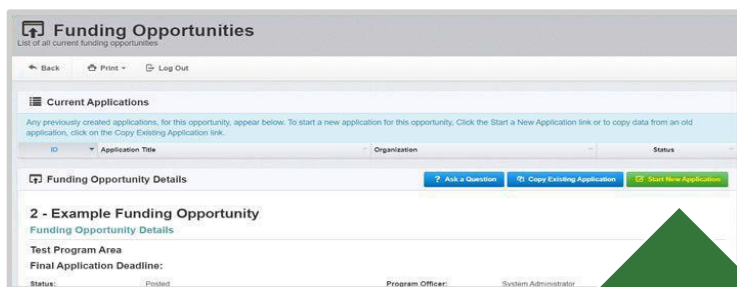 Funding Opportunities
List of all current funding opportunities
Back Print Log Out
Current Applications
Any previously created applications, for this opportunity, appear below. To start a new application for this opportunity, Click the Start a New Application link or to copy data from an old
application, click on the Copy Existing Application link.
ID Application Title Organization Status
Funding Opportunity Details ? Ask a Question Copy Existing Application Start New Application
2 - Example Funding Opportunity
Funding Opportunity Details
Test Program Area
Final Application Deadline:
Status: Posted Program Officer: System Administrator